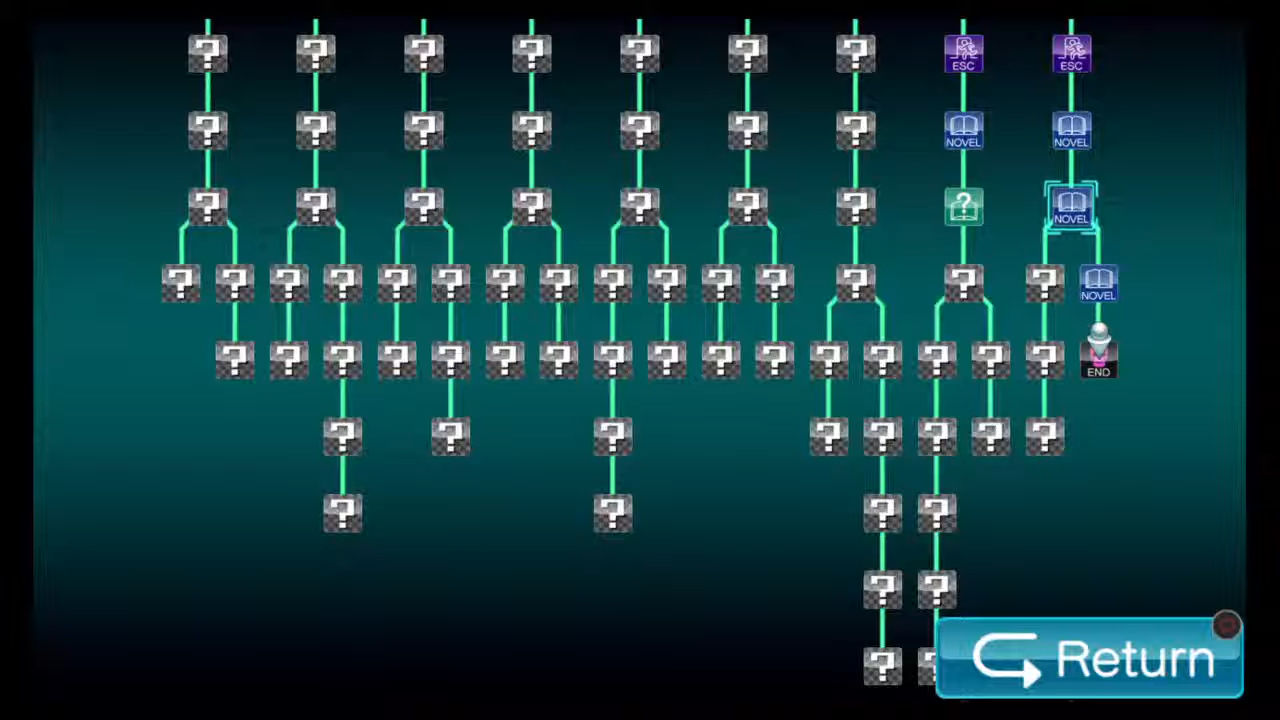 ? ? ? ? ? ? ? ESC ESC
? ? ? ? ? ? ? NOVEL NOVEL
? ? ? ? ? ? ? ? NOVEL
? ? ? ? ? ? ? ? ? ? ? ? ? ? ? NOVEL
? ? ? ? ? ? ? ? ? ? ? ? ? ? ? ? END
? ? ? ? ? ? ? ?
? ? ? ?
? ?
? ? Return